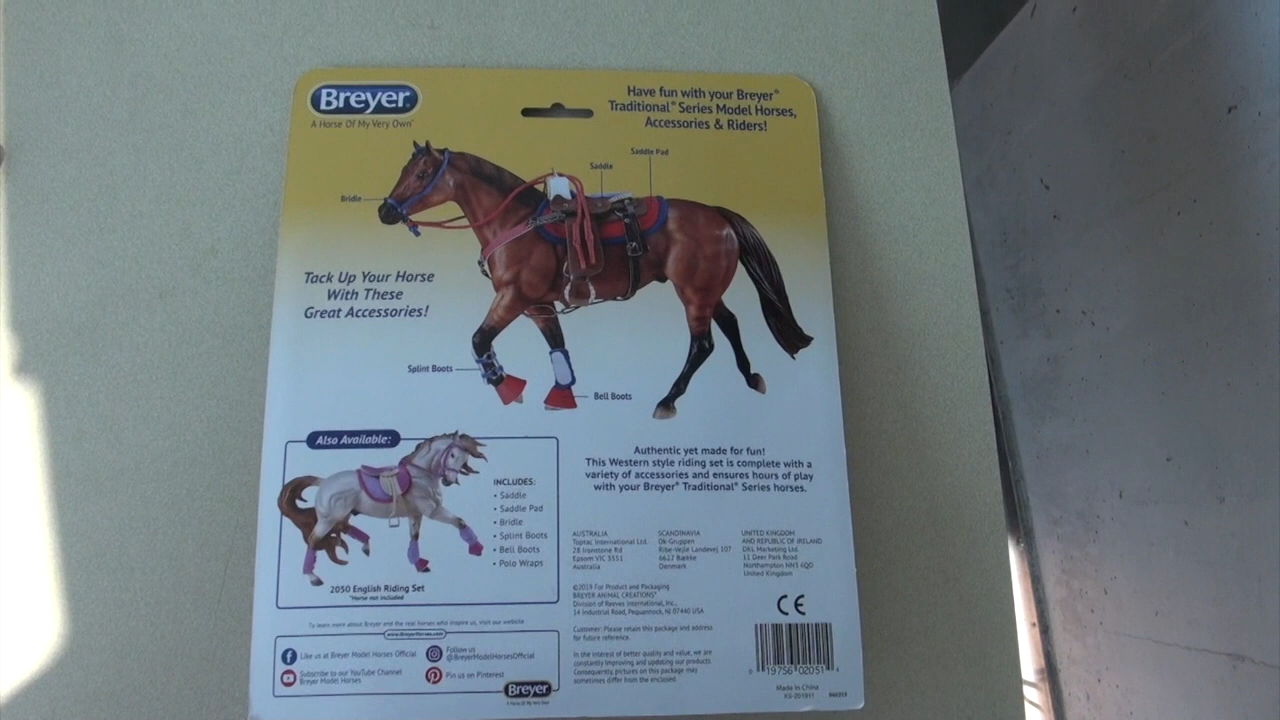 Breyer®
A Horse Of My Very Own™
Have fun with your Breyer®
Traditional® Series Model Horses,
Accessories & Riders!
Saddle Pad
Saddle
Bridle
Tack Up Your Horse
With These
Great Accessories!
Splint Boots
Bell Boots
Also Available:
INCLUDES:
• Saddle
• Saddle Pad
• Bridle
• Splint Boots
• Bell Boots
• Polo Wraps
2050 English Riding Set
*Horse not included
Authentic yet made for fun!
This Western style riding set is complete with a
variety of accessories and ensures hours of play
with your Breyer® Traditional® Series horses.
AUSTRALIA
Toptac International Ltd.
28 Ironstone Rd
Epsom VIC 3551
Australia
SCANDINAVIA
Ok-Gruppen
Ribe-Vejle Landevej 107
6622 Bække
Denmark
UNITED KINGDOM
AND REPUBLIC OF IRELAND
DKL Marketing Ltd.
11 Deer Park Road
Northampton NN3 6QD
United Kingdom
©2019 For Product and Packaging
BREYER ANIMAL CREATIONS®
Division of Reeves International, Inc.,
14 Industrial Road, Pequannock, NJ 07440 USA
Customer: Please retain this package and address
for future reference.
In the interest of better quality and value, we are
constantly improving and updating our products.
Consequently, pictures on this package may
sometimes differ from the enclosed.
CE
0 19756 02051 4
Made in China
To learn more about Breyer and the real horses who inspire us, visit our website
www.BreyerHorses.com
Like us at Breyer Model Horses Official
Follow us
@BreyerModelHorsesOfficial
Subscribe to our YouTube Channel
Breyer Model Horses
Pin us on Pinterest
Breyer
A Horse Of My Very Own